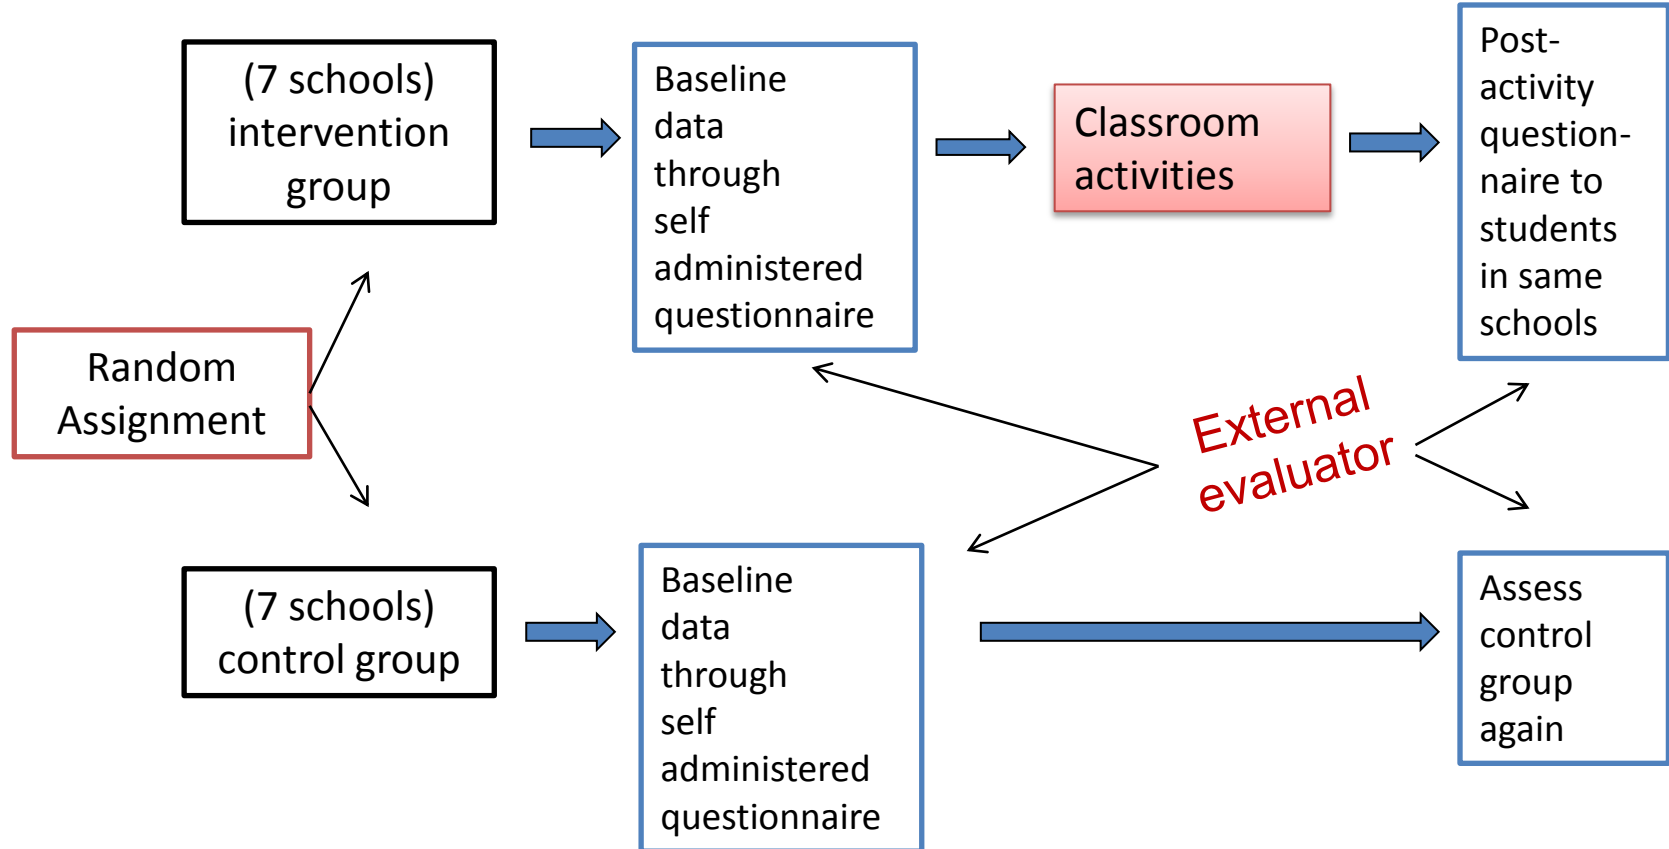 (7 schools)
intervention
group
Baseline
data
through
self
administered
questionnaire
Classroom
activities
Post-
activity
question-
naire to
students
in same
schools
Random
Assignment
External
evaluator
(7 schools)
control group
Baseline
data
through
self
administered
questionnaire
Assess
control
group
again